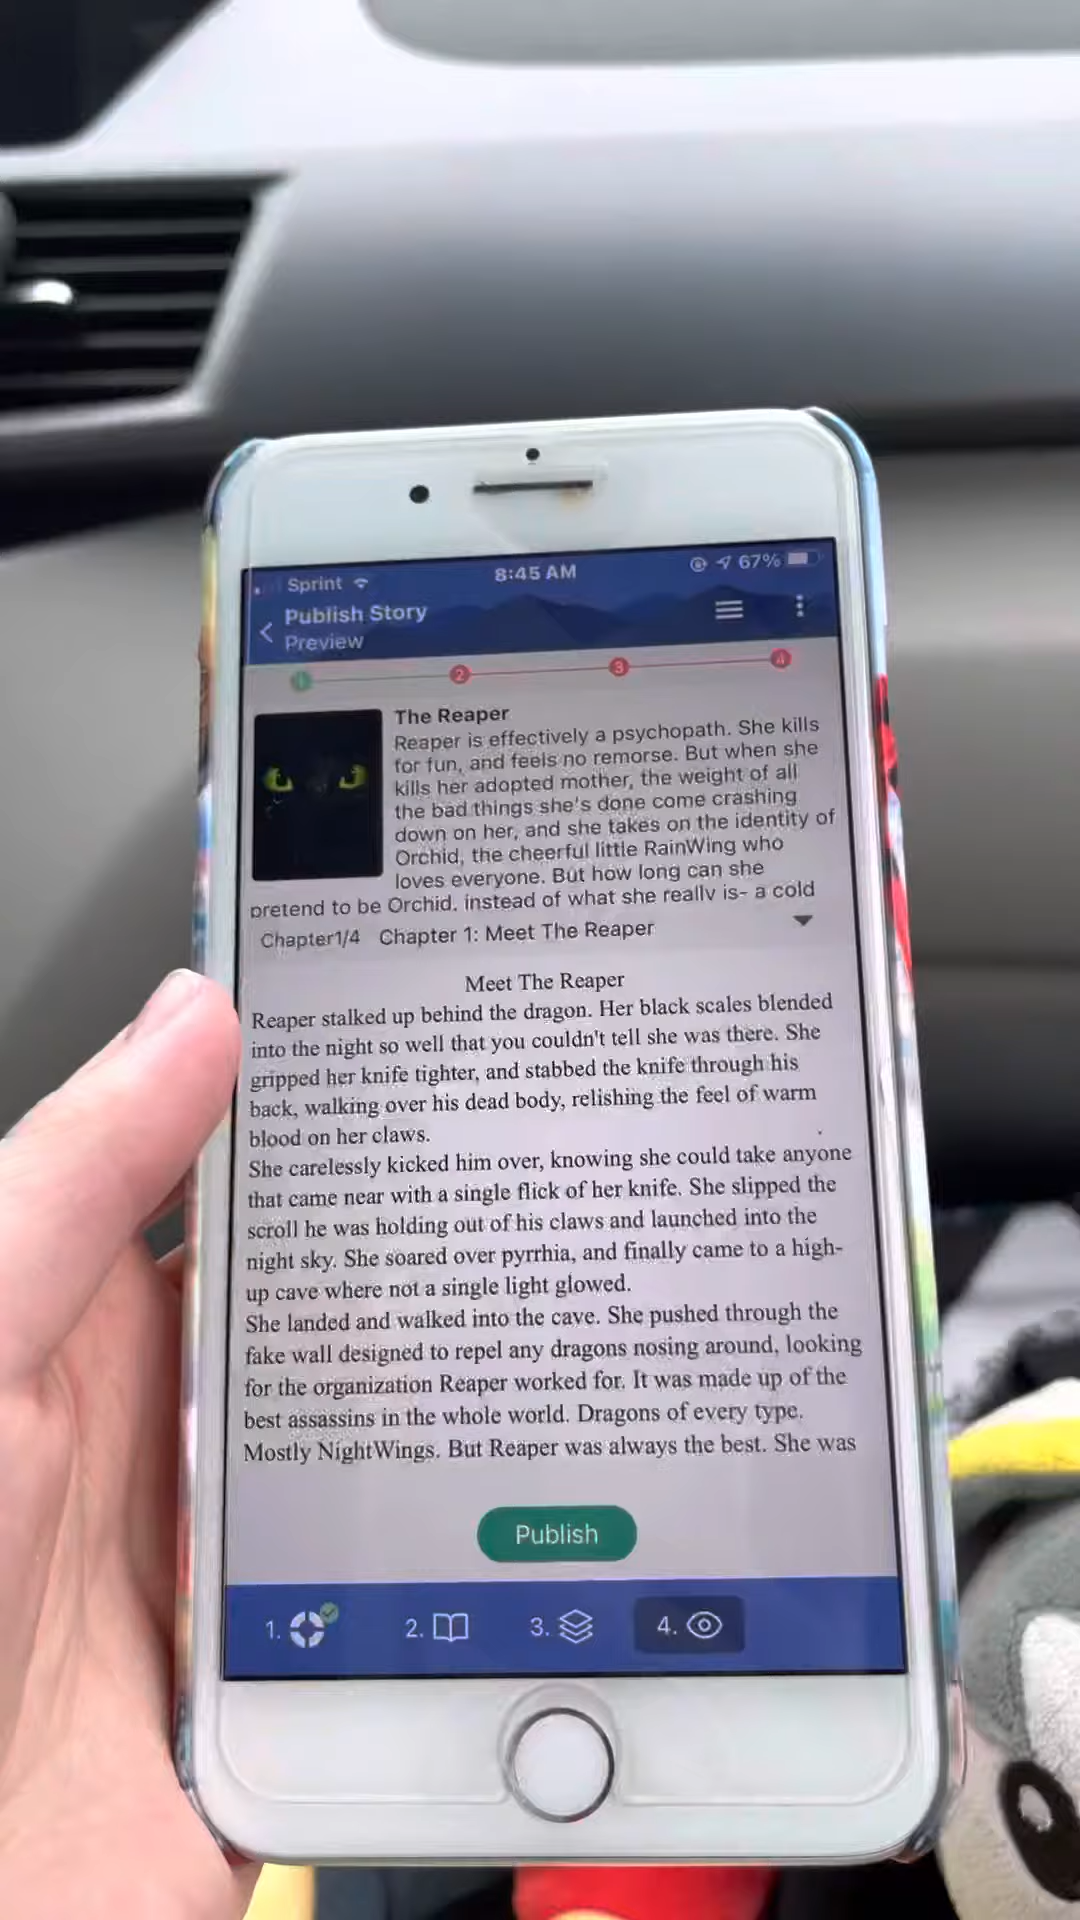 Sprint
8:45 AM
67%
Publish Story
Preview
1
2
3
4
The Reaper
Reaper is effectively a psychopath. She kills
for fun, and feels no remorse. But when she
kills her adopted mother, the weight of all
the bad things she's done come crashing
down on her, and she takes on the identity of
Orchid, the cheerful little RainWing who
loves everyone. But how long can she
pretend to be Orchid, instead of what she really is- a cold
Chapter1/4 Chapter 1: Meet The Reaper
Meet The Reaper
Reaper stalked up behind the dragon. Her black scales blended
into the night so well that you couldn't tell she was there. She
gripped her knife tighter, and stabbed the knife through his
back, walking over his dead body, relishing the feel of warm
blood on her claws.
She carelessly kicked him over, knowing she could take anyone
that came near with a single flick of her knife. She slipped the
scroll he was holding out of his claws and launched into the
night sky. She soared over pyrrhia, and finally came to a high-
up cave where not a single light glowed.
She landed and walked into the cave. She pushed through the
fake wall designed to repel any dragons nosing around, looking
for the organization Reaper worked for. It was made up of the
best assassins in the whole world. Dragons of every type.
Mostly NightWings. But Reaper was always the best. She was
Publish
1. 2. 3. 4.